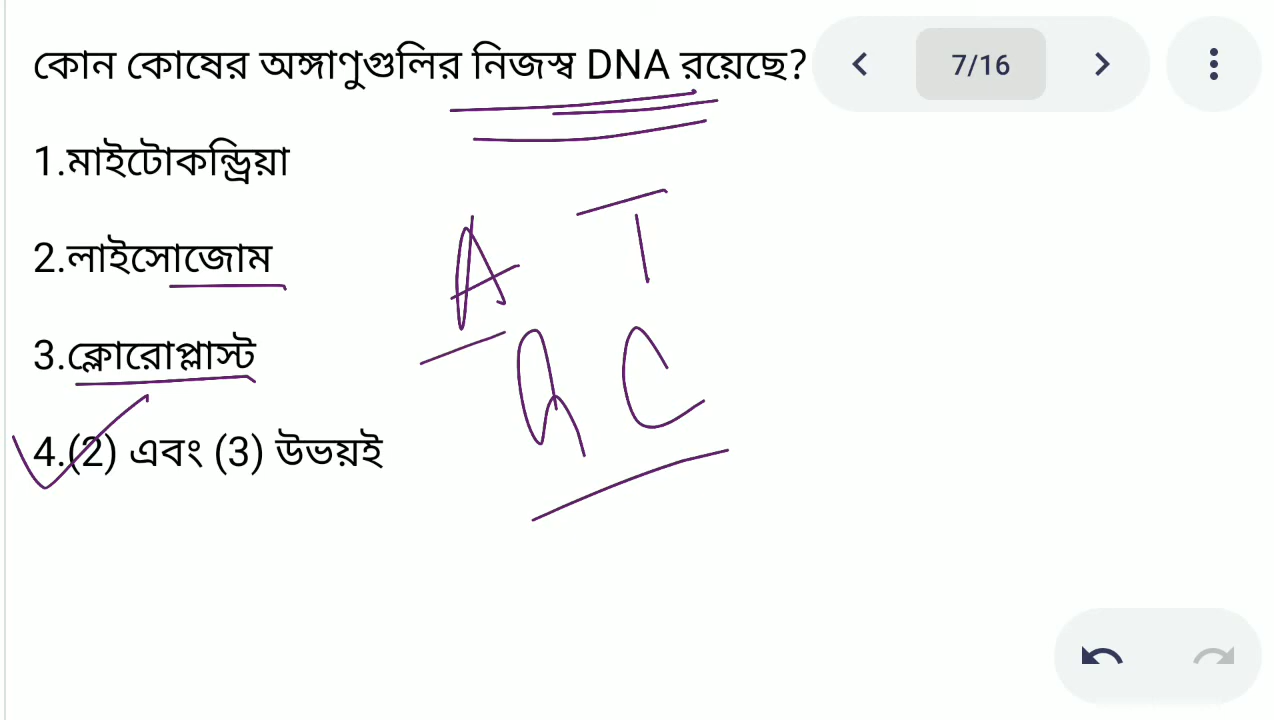 কোন কোষের অঙ্গাণুগুলির নিজস্ব DNA রয়েছে?
7/16
1.মাইটোকন্ড্রিয়া
2.লাইসোজোম
3.ক্লোরোপ্লাস্ট
4.(2) এবং (3) উভয়ই
A T
G C